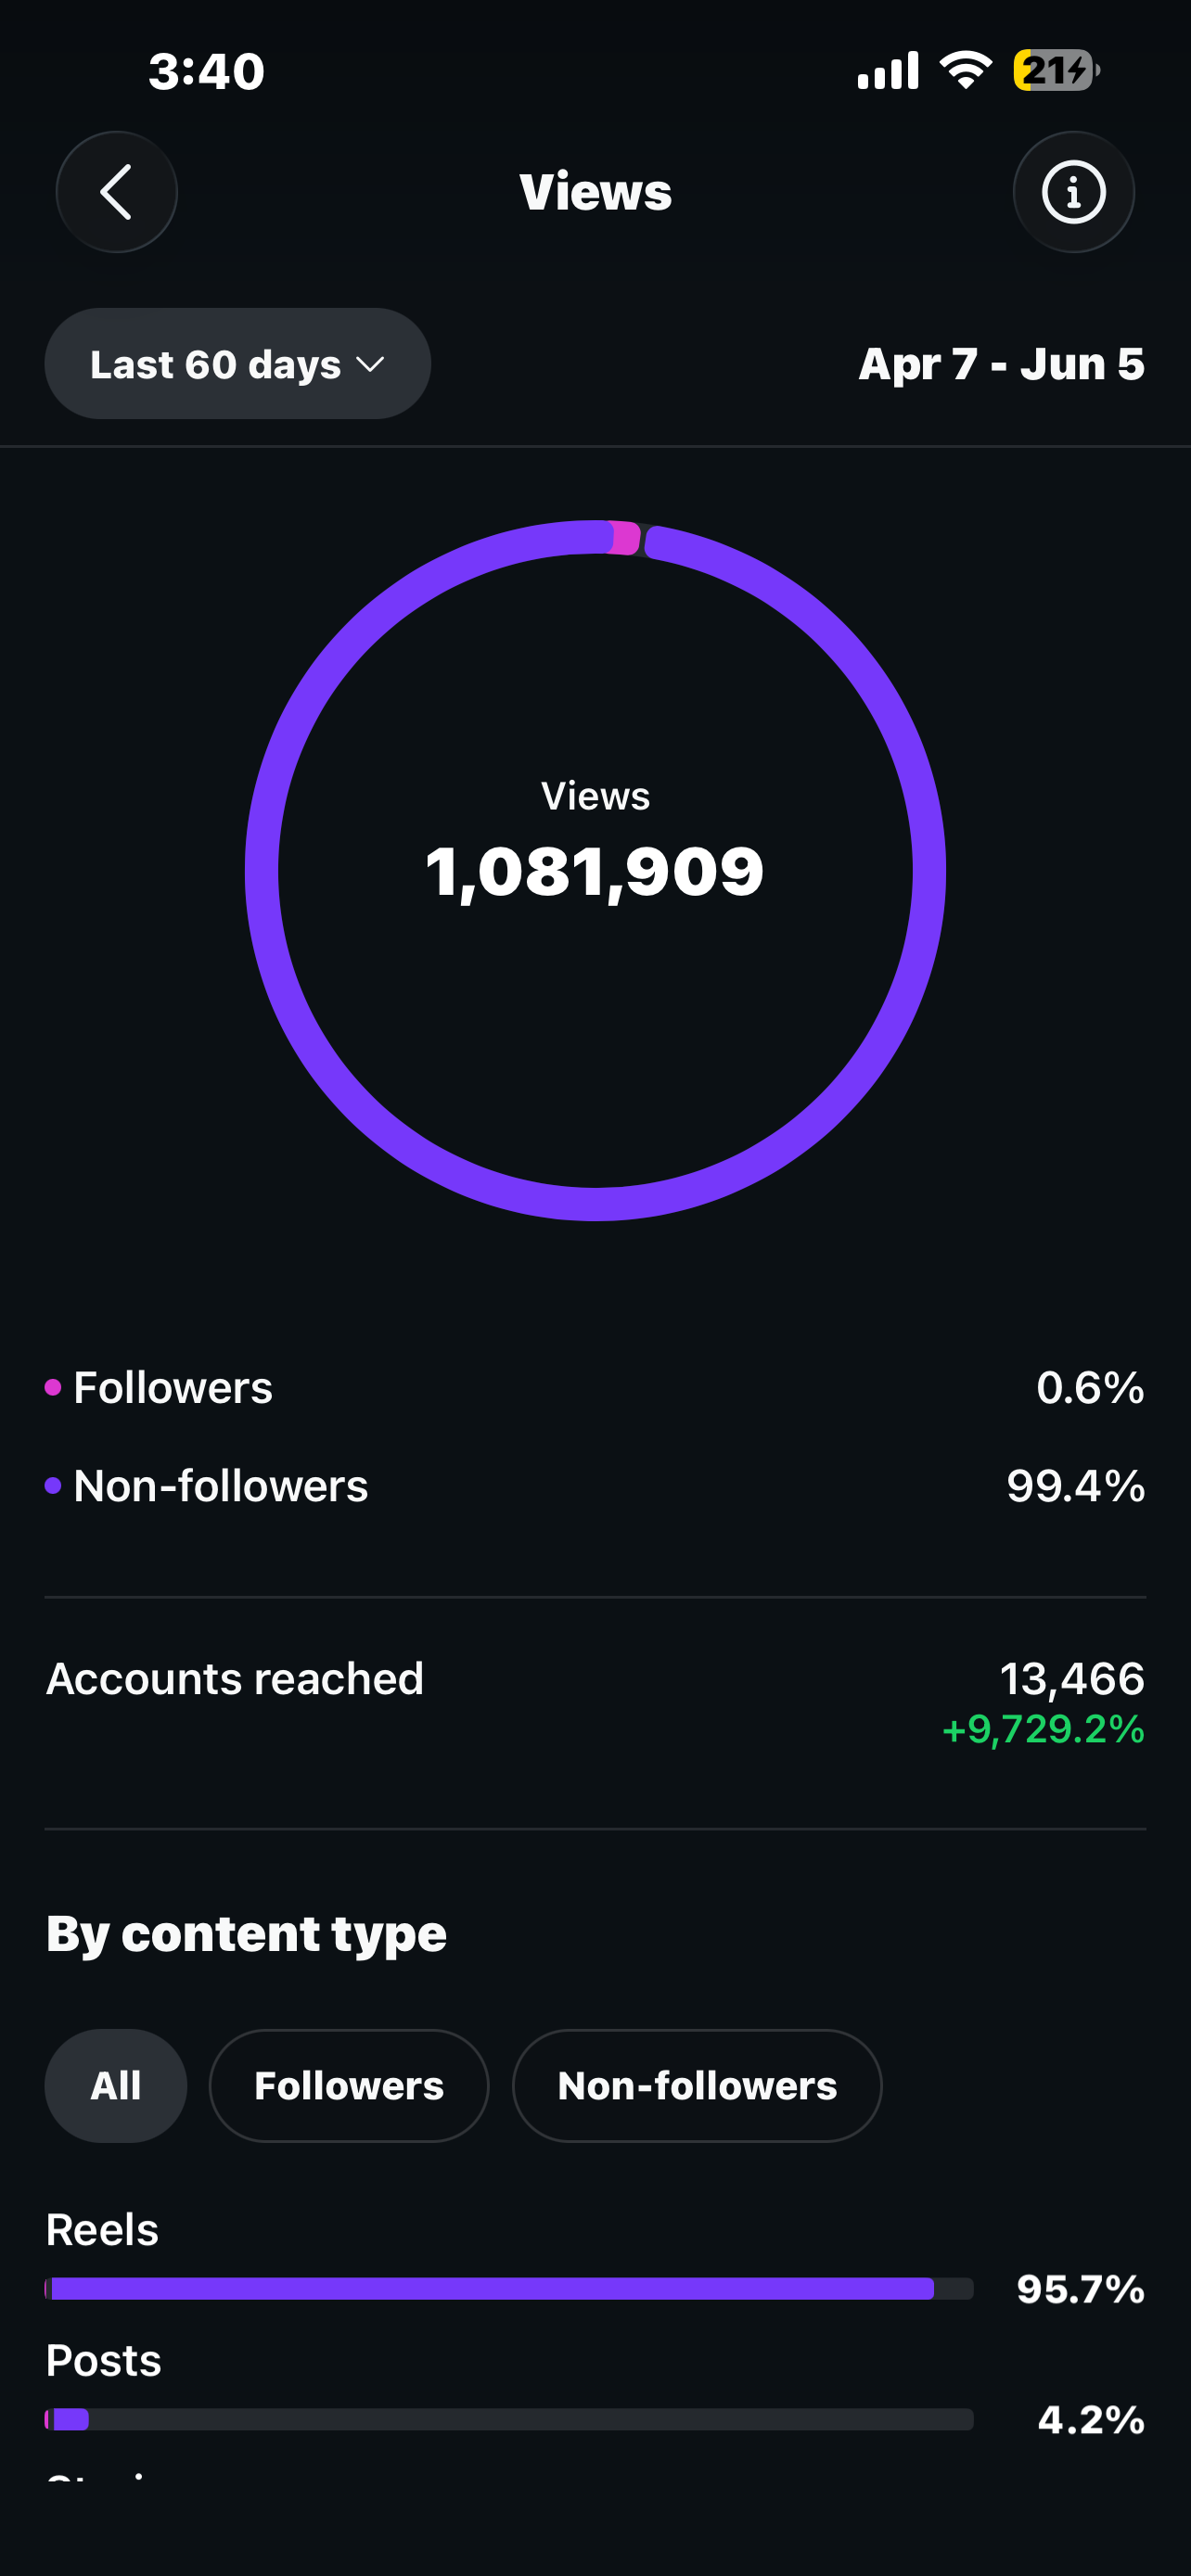 3:40
21
Views
Last 60 days
Apr 7 - Jun 5
Views
1,081,909
Followers 0.6%
Non-followers 99.4%
Accounts reached 13,466
+9,729.2%
By content type
All Followers Non-followers
Reels
95.7%
Posts
4.2%